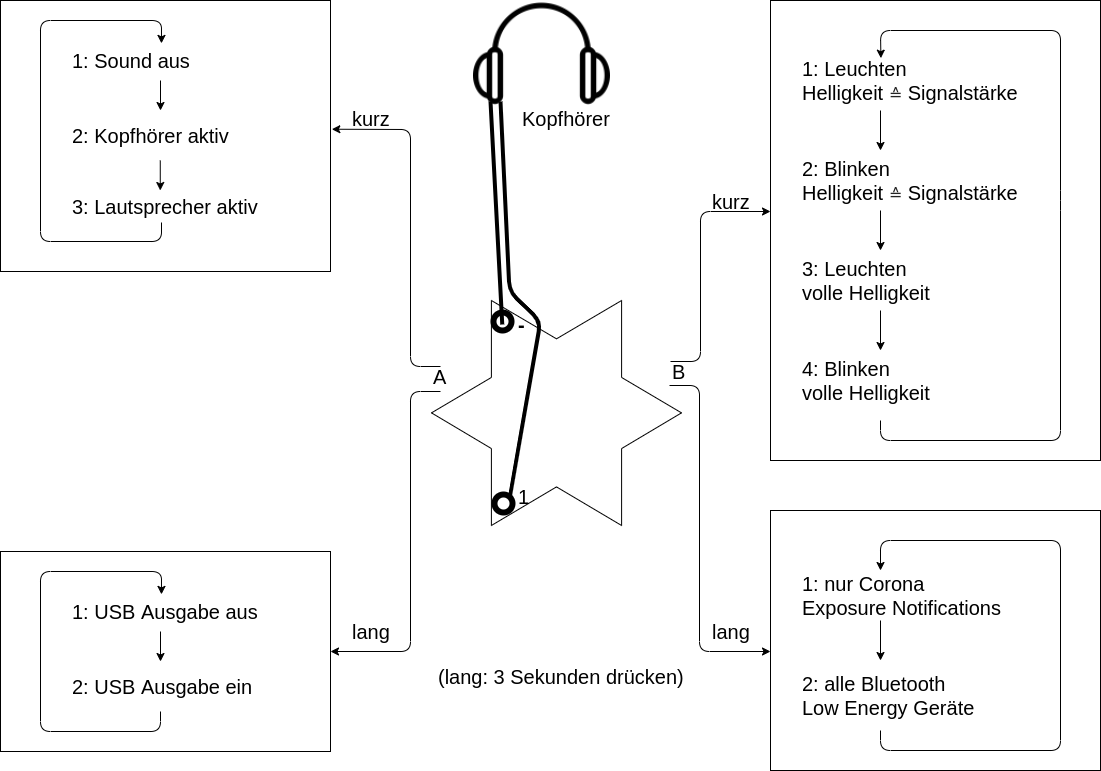 1: Sound aus
2: Kopfhörer aktiv
3: Lautsprecher aktiv
kurz
Kopfhörer
kurz
1: Leuchten
Helligkeit ≙ Signalstärke
2: Blinken
Helligkeit ≙ Signalstärke
3: Leuchten
volle Helligkeit
4: Blinken
volle Helligkeit
-
A
B
1
1: USB Ausgabe aus
2: USB Ausgabe ein
lang
(lang: 3 Sekunden drücken)
lang
1: nur Corona
Exposure Notifications
2: alle Bluetooth
Low Energy Geräte